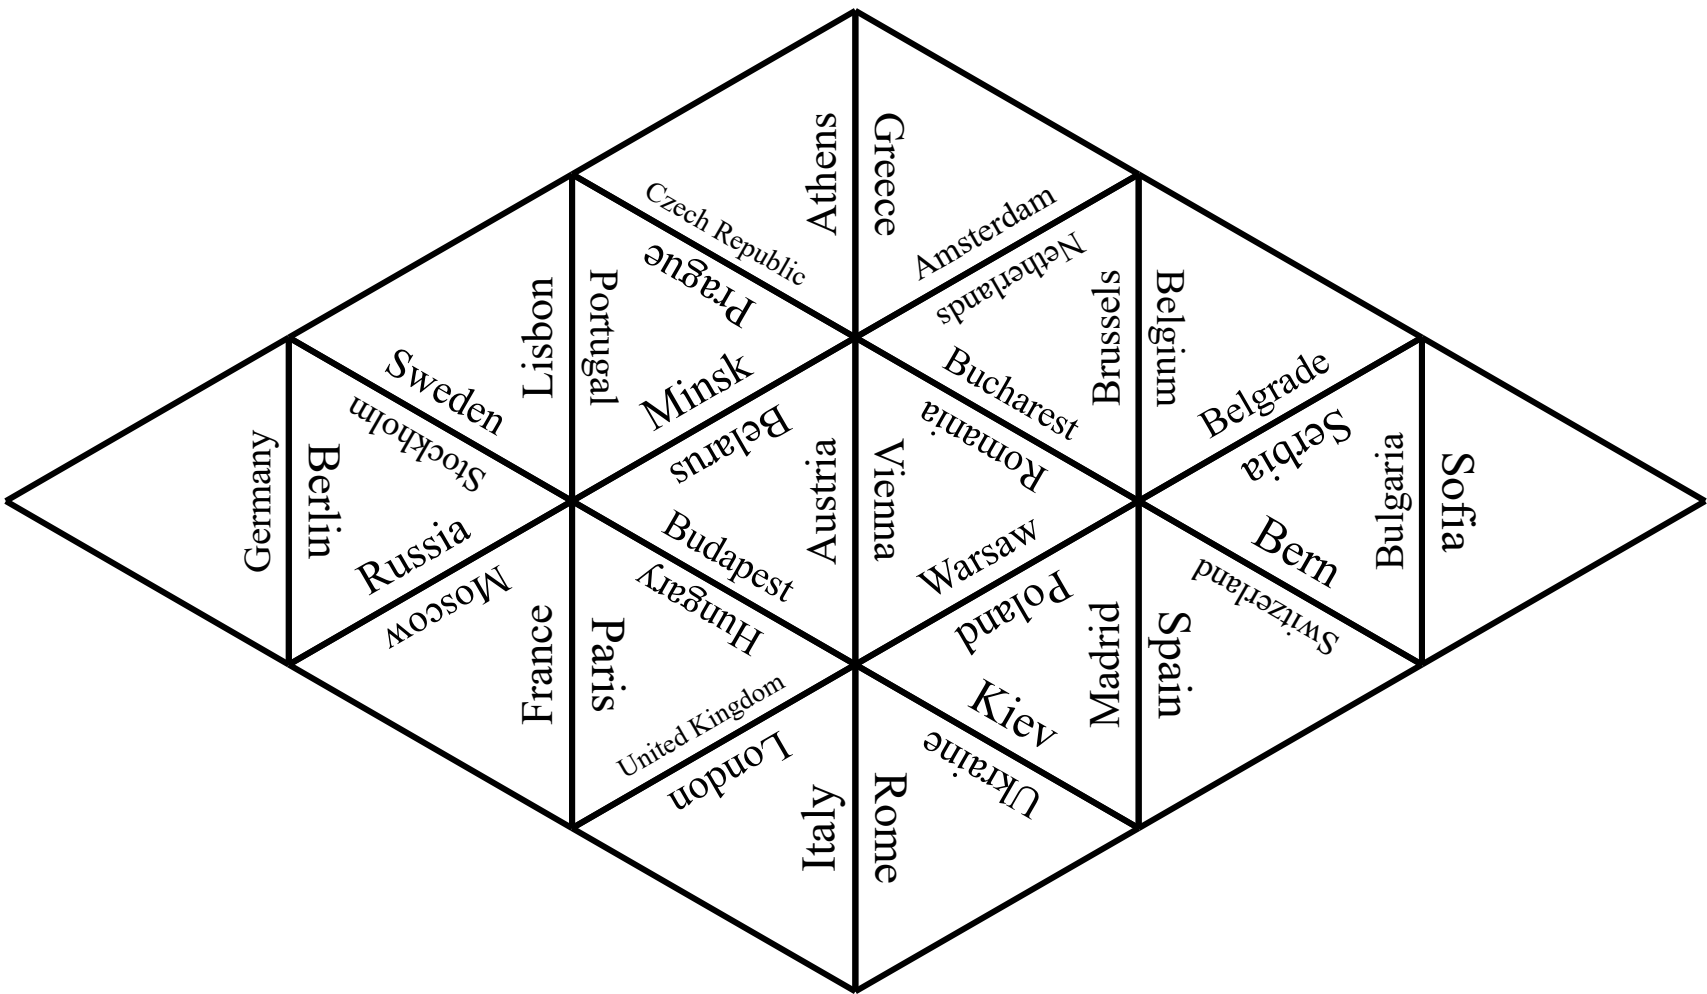 Athens
Greece
Czech Republic
Prague
Amsterdam
Netherlands
Lisbon
Portugal
Brussels
Belgium
Sweden
Stockholm
Minsk
Belarus
Bucharest
Romania
Belgrade
Serbia
Germany
Berlin
Austria
Vienna
Bulgaria
Sofia
Russia
Moscow
Budapest
Hungary
Warsaw
Poland
Bern
Switzerland
France
Paris
Madrid
Spain
United Kingdom
London
Kiev
Ukraine
Italy
Rome